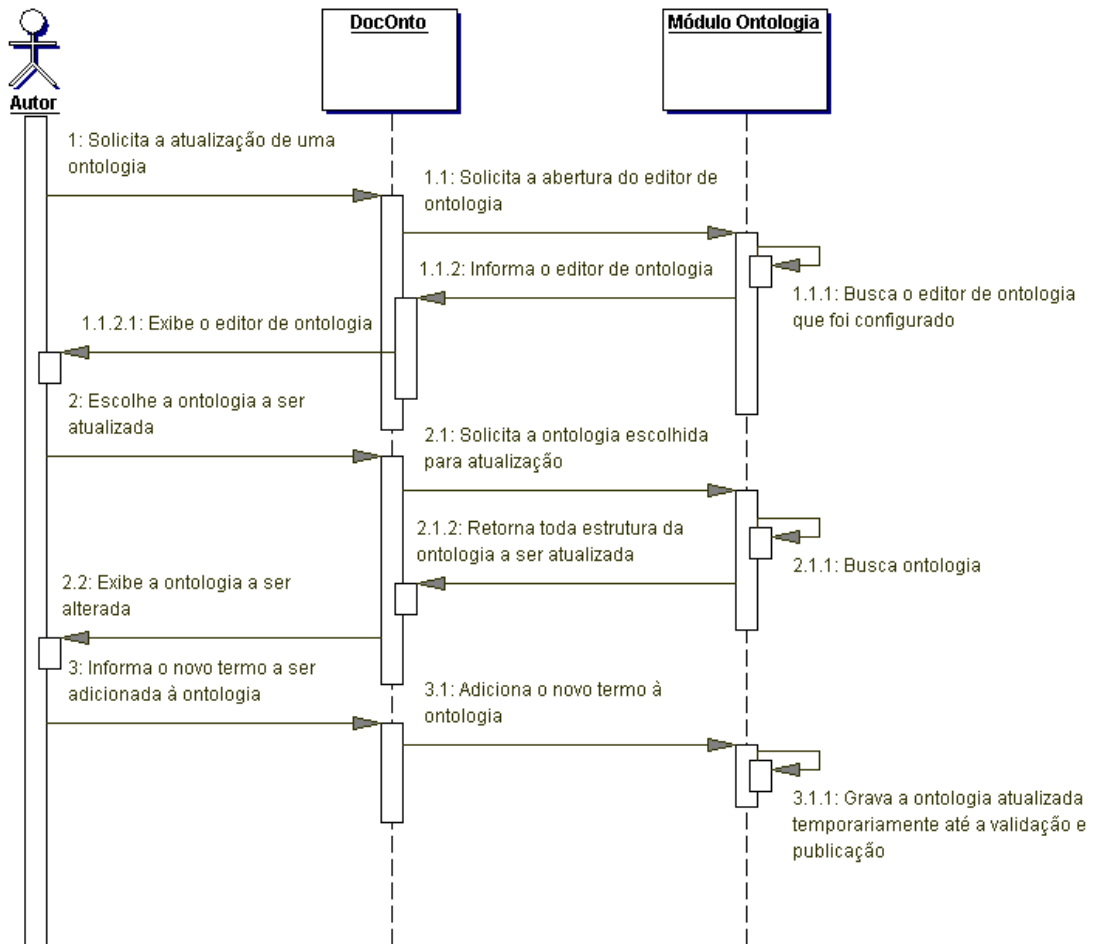 DocOnto
Módulo Ontologia
Autor
1: Solicita a atualização de uma
ontologia
1.1: Solicita a abertura do editor de
ontologia
1.1.2: Informa o editor de ontologia
1.1.1: Busca o editor de ontologia
que foi configurado
1.1.2.1: Exibe o editor de ontologia
2: Escolhe a ontologia a ser
atualizada
2.1: Solicita a ontologia escolhida
para atualização
2.1.2: Retorna toda estrutura da
ontologia a ser atualizada
2.1.1: Busca ontologia
2.2: Exibe a ontologia a ser
alterada
3: Informa o novo termo a ser
adicionada à ontologia
3.1: Adiciona o novo termo à
ontologia
3.1.1: Grava a ontologia atualizada
temporariamente até a validação e
publicação